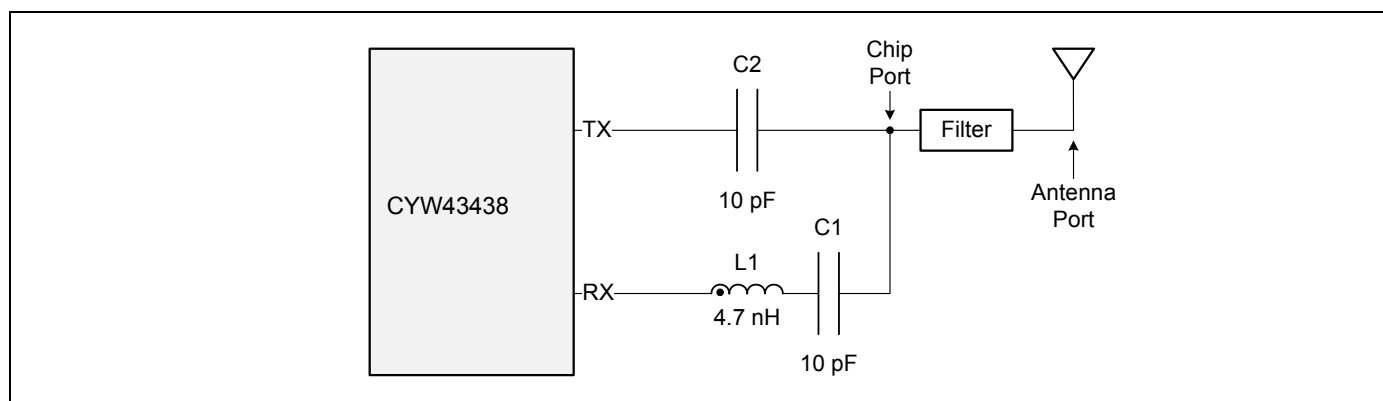 Chip
Port
C2
TX
Filter
10 pF
Antenna
Port
CYW43438
C1
L1
RX
4.7 nH
10 pF